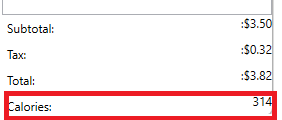 Subtotal: :$3.50
Tax: :$0.32
Total: :$3.82
Calories: 314